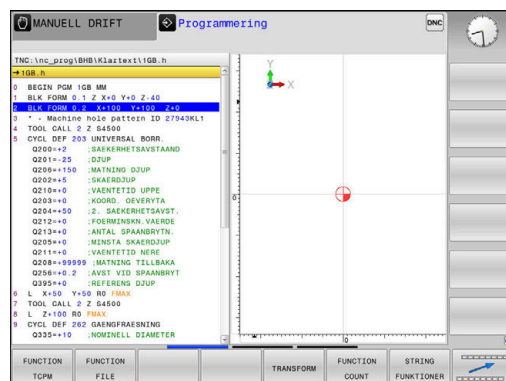 MANUELL DRIFT
Programmering
DNC
TNC:\nc_prog\BHB\Klartext\1GB.h
→1GB.h
0 BEGIN PGM 1GB MM
1 BLK FORM 0.1 Z X+0 Y+0 Z-40
2 BLK FORM 0.2 X+100 Y+100 Z+0
3 * - Machine hole pattern ID 27943KL1
4 TOOL CALL 2 Z S4500
5 CYCL DEF 203 UNIVERSAL BORR.
Q200=+2 ;SAEKERHETSAVSTAAND
Q201=-25 ;DJUP
Q206=+150 ;MATNING DJUP
Q202=+5 ;SKAERDJUP
Q210=+0 ;VAENTETID UPPE
Q203=+0 ;KOORD. OEVERYTA
Q204=+50 ;2. SAEKERHETSAVST.
Q212=+0 ;FOERMINSKN.VAERDE
Q213=+0 ;ANTAL SPAANBRYTN.
Q205=+0 ;MINSTA SKAERDJUP
Q211=+0 ;VAENTETID NERE
Q208=+99999 ;MATNING TILLBAKA
Q256=+0.2 ;AVST VID SPAANBRYT
Q395=+0 ;REFERENS DJUP
6 L X+50 Y+50 R0 FMAX
7 TOOL CALL 2 Z S4500
8 L Z+100 R0 FMAX
9 CYCL DEF 262 GAENGFRAESNING
Q335=+10 ;NOMINELL DIAMETER
Y
X
0
0
FUNCTION TCPM
FUNCTION FILE
TRANSFORM
FUNCTION COUNT
STRING FUNKTIONER